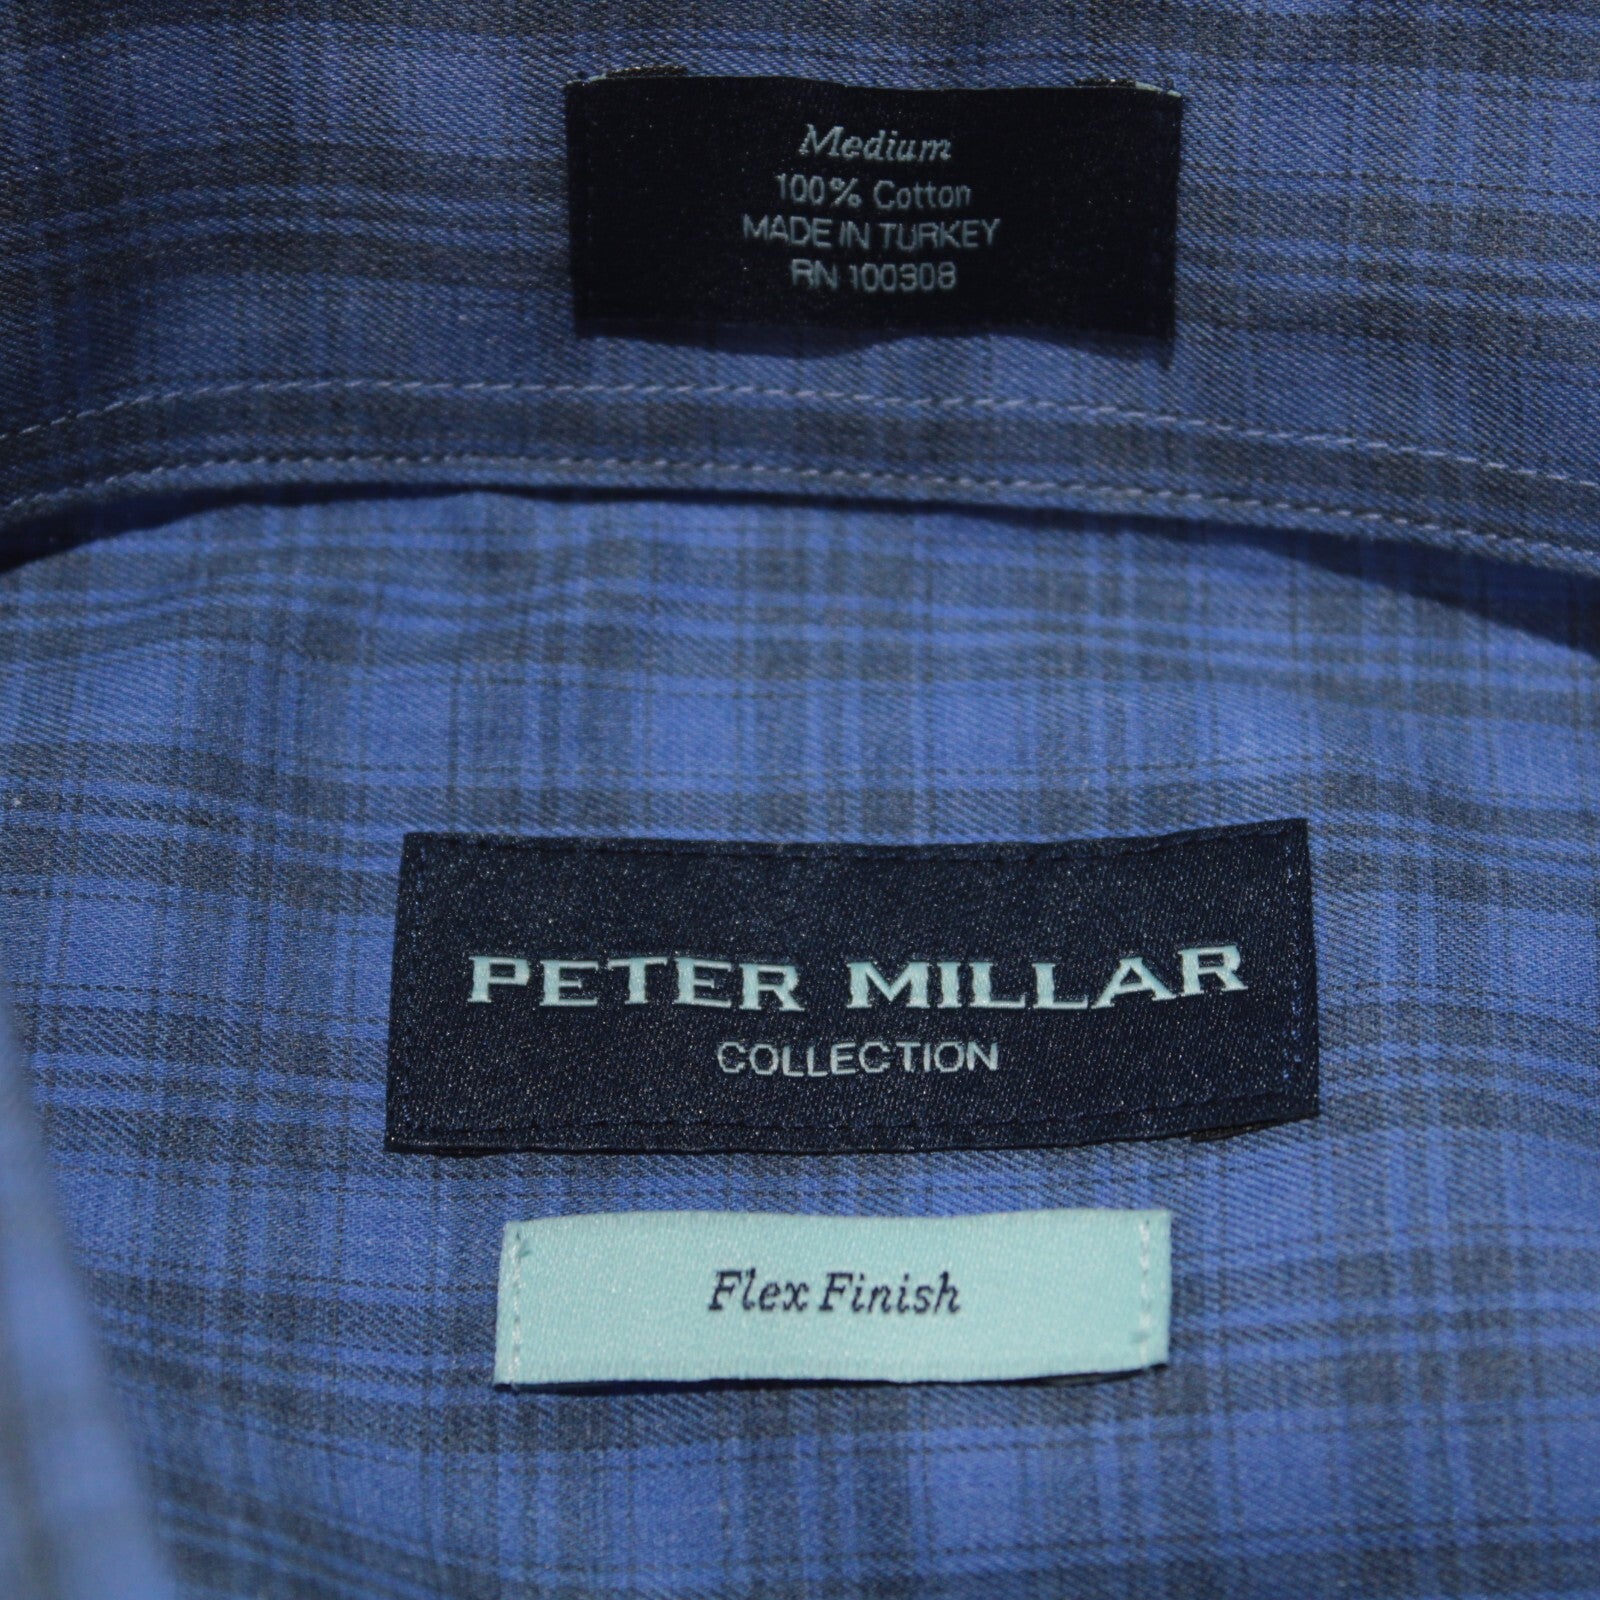 Medium
100% Cotton
MADE IN TURKEY
RN 100308
PETER MILLAR
COLLECTION
Flex Finish